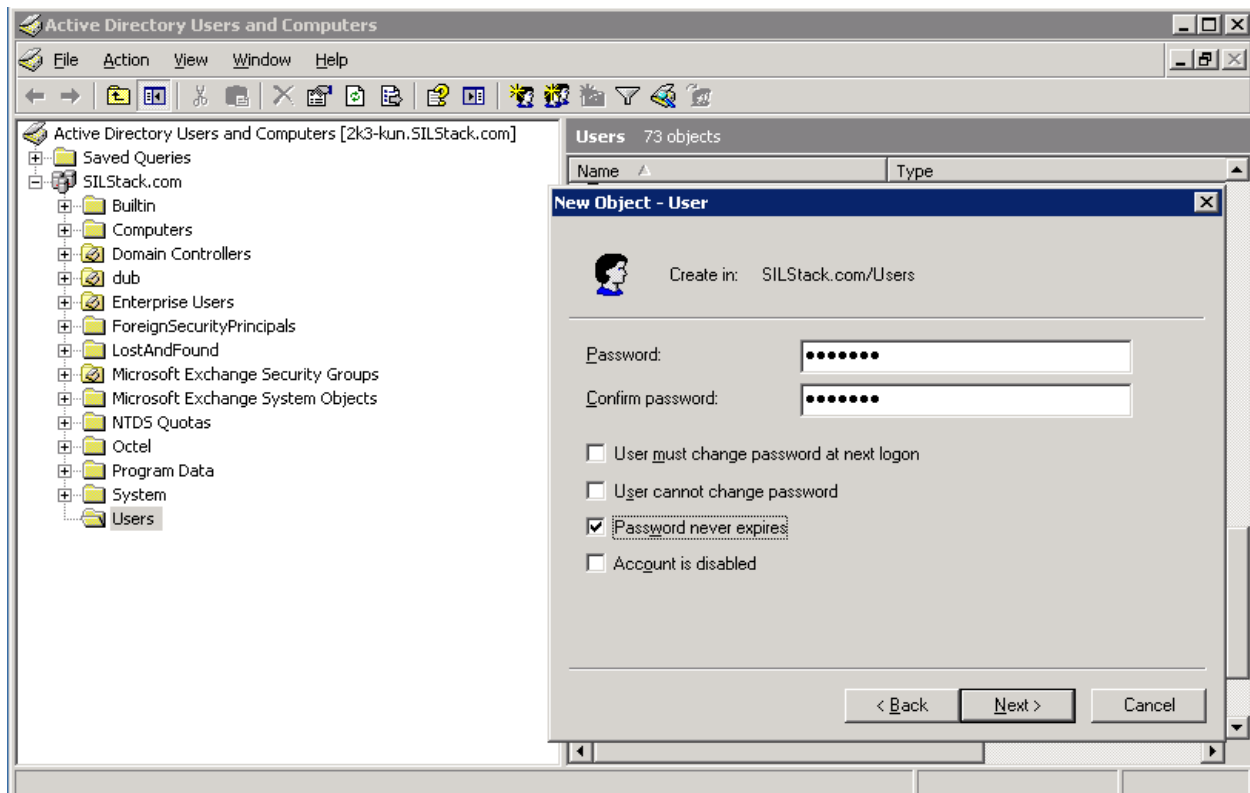 Active Directory Users and Computers
File Action View Window Help
Active Directory Users and Computers [2k3-kun.SILStack.com]
Saved Queries
SILStack.com
Builtin
Computers
Domain Controllers
dub
Enterprise Users
ForeignSecurityPrincipals
LostAndFound
Microsoft Exchange Security Groups
Microsoft Exchange System Objects
NTDS Quotas
Octel
Program Data
System
Users
Users 73 objects
Name Type
New Object - User
Create in: SILStack.com/Users
Password: •••••••
Confirm password: •••••••
User must change password at next logon
User cannot change password
Password never expires
Account is disabled
< Back Next > Cancel